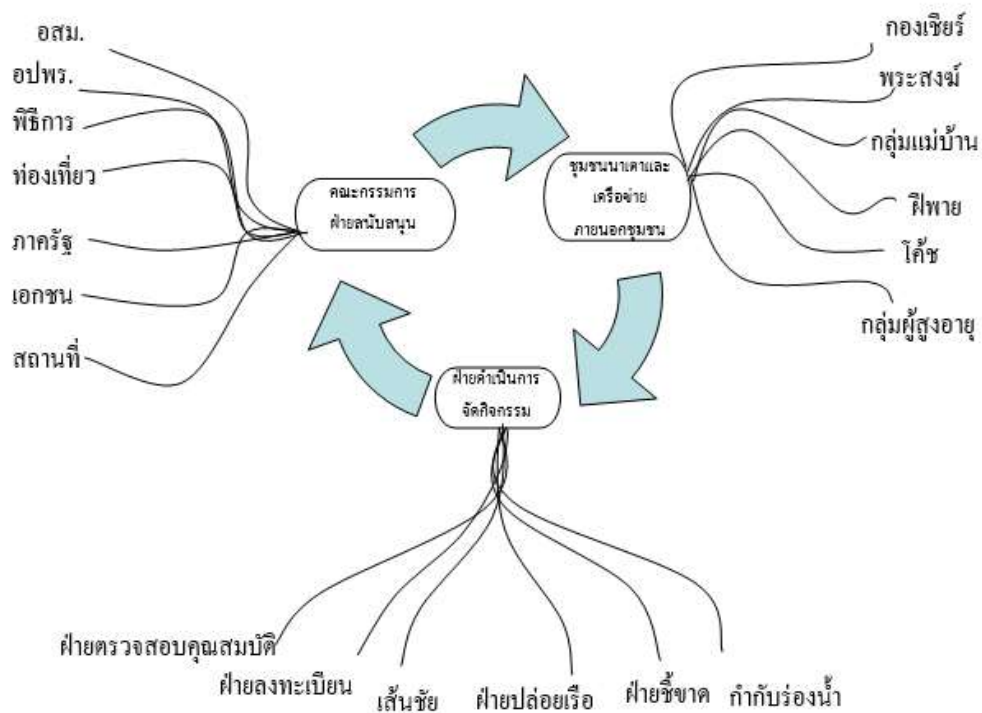 อสม.
อปพร.
พิธีการ
ท่องเที่ยว
ภาครัฐ
เอกชน
สถานที่
คณะกรรมการ
ฝ่ายสนับสนุน
ชุมชนนาเตาและ
เครือข่าย
ภายนอกชุมชน
กองเชียร์
พระสงฆ์
กลุ่มแม่บ้าน
ฝีพาย
โค้ช
กลุ่มผู้สูงอายุ
ฝ่ายดำเนินการ
จัดกิจกรรม
ฝ่ายตรวจสอบคุณสมบัติ
ฝ่ายลงทะเบียน
เส้นชัย
ฝ่ายปล่อยเรือ
ฝ่ายชี้ขาด
กำกับร่องน้ำ